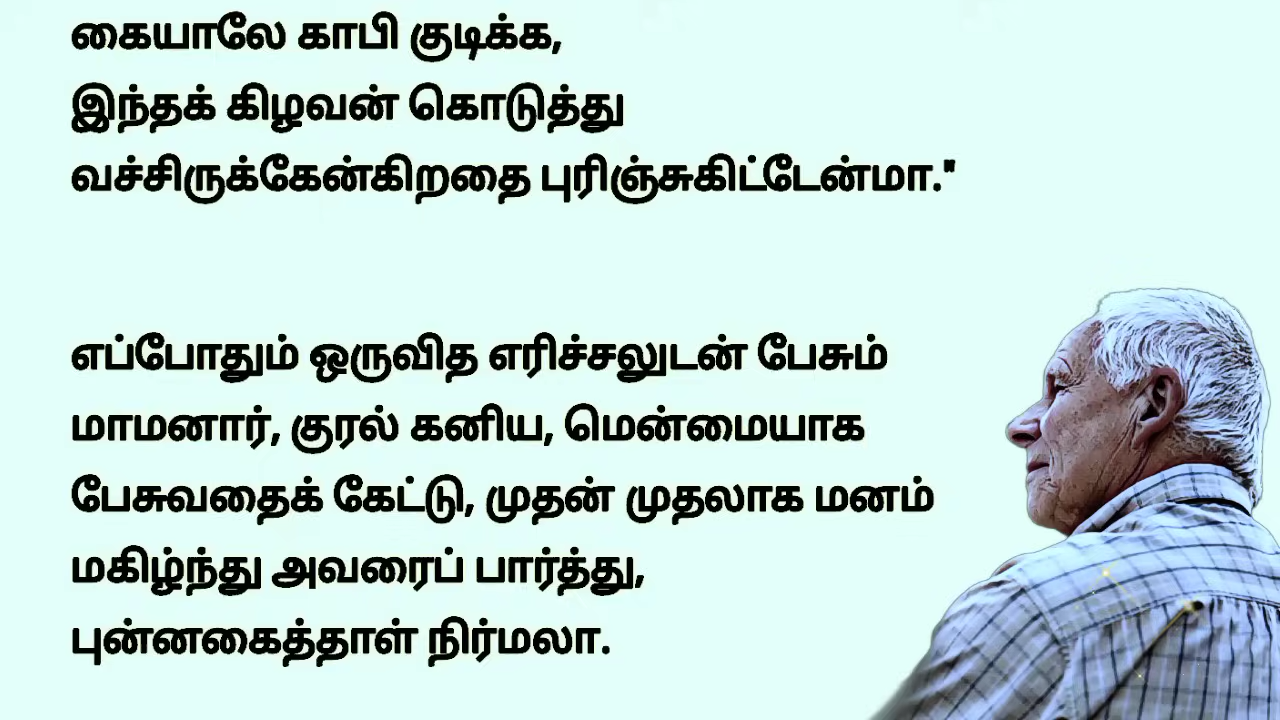 கையாலே காபி குடிக்க,
இந்தக் கிழவன் கொடுத்து
வச்சிருக்கேன்கிறதை புரிஞ்சுகிட்டேன்மா."
எப்போதும் ஒருவித எரிச்சலுடன் பேசும்
மாமனார், குரல் கனிய, மென்மையாக
பேசுவதைக் கேட்டு, முதன் முதலாக மனம்
மகிழ்ந்து அவரைப் பார்த்து,
புன்னகைத்தாள் நிர்மலா.